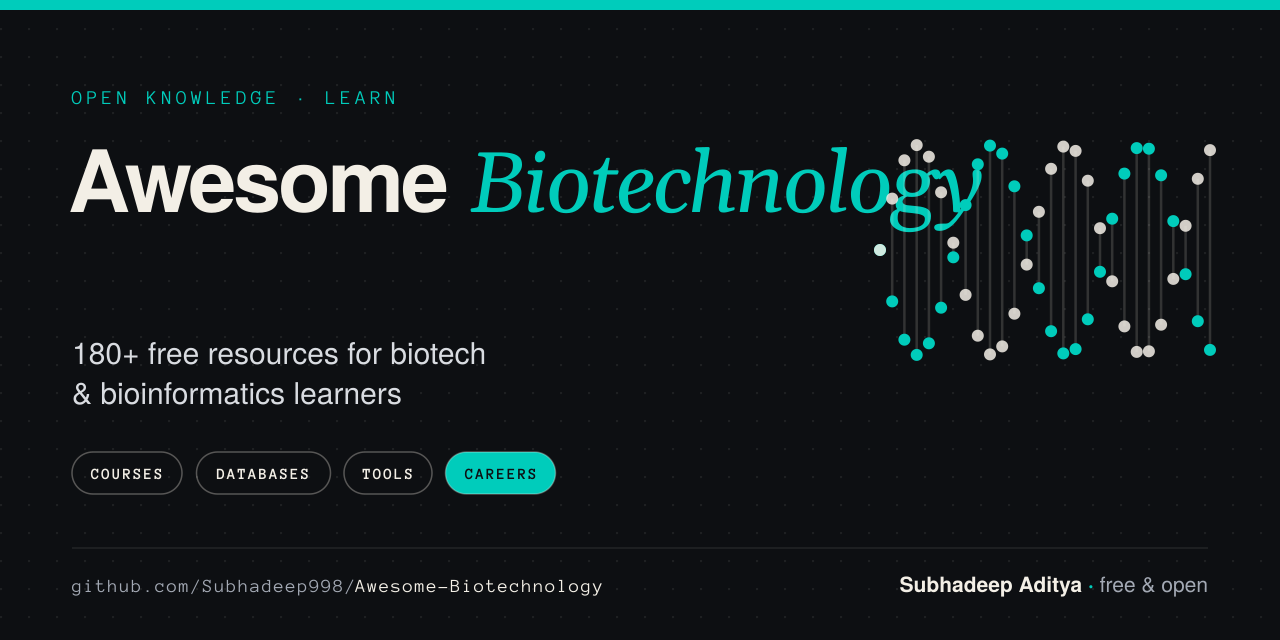 OPEN KNOWLEDGE · LEARN
Awesome Biotechnology
180+ free resources for biotech
& bioinformatics learners
COURSES DATABASES TOOLS CAREERS
github.com/Subhadeep998/Awesome-Biotechnology
Subhadeep Aditya · free & open